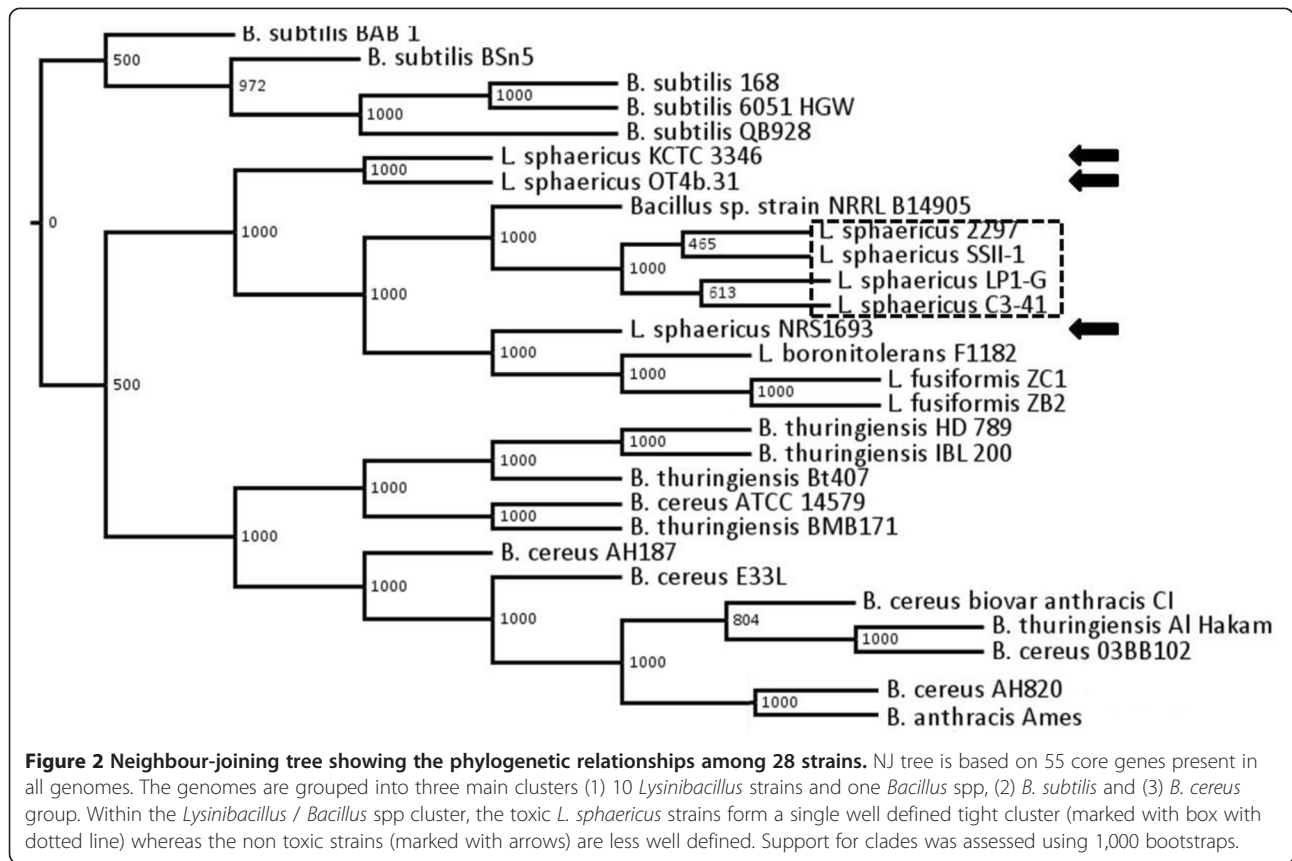 B. subtilis BAB 1
500
B. subtilis BSn5
972
B. subtilis 168
1000
B. subtilis 6051 HGW
1000
B. subtilis QB928
L. sphaericus KCTC 3346
1000
L. sphaericus OT4b.31
0
1000
Bacillus sp. strain NRRL B14905
1000
L. sphaericus 2297
465
L. sphaericus SSII-1
1000
L. sphaericus LP1-G
613
L. sphaericus C3-41
1000
L. sphaericus NRS1693
1000
L. boronitolerans F1182
1000
L. fusiformis ZC1
1000
L. fusiformis ZB2
500
B. thuringiensis HD 789
1000
B. thuringiensis IBL 200
1000
B. thuringiensis Bt407
1000
B. cereus ATCC 14579
1000
B. thuringiensis BMB171
1000
B. cereus AH187
1000
B. cereus E33L
1000
B. cereus biovar anthracis CI
804
B. thuringiensis Al Hakam
1000
B. cereus 03BB102
1000
B. cereus AH820
1000
B. anthracis Ames
Figure 2 Neighbour-joining tree showing the phylogenetic relationships among 28 strains. NJ tree is based on 55 core genes present in
all genomes. The genomes are grouped into three main clusters (1) 10 Lysinibacillus strains and one Bacillus spp, (2) B. subtilis and (3) B. cereus
group. Within the Lysinibacillus / Bacillus spp cluster, the toxic L. sphaericus strains form a single well defined tight cluster (marked with box with
dotted line) whereas the non toxic strains (marked with arrows) are less well defined. Support for clades was assessed using 1,000 bootstraps.